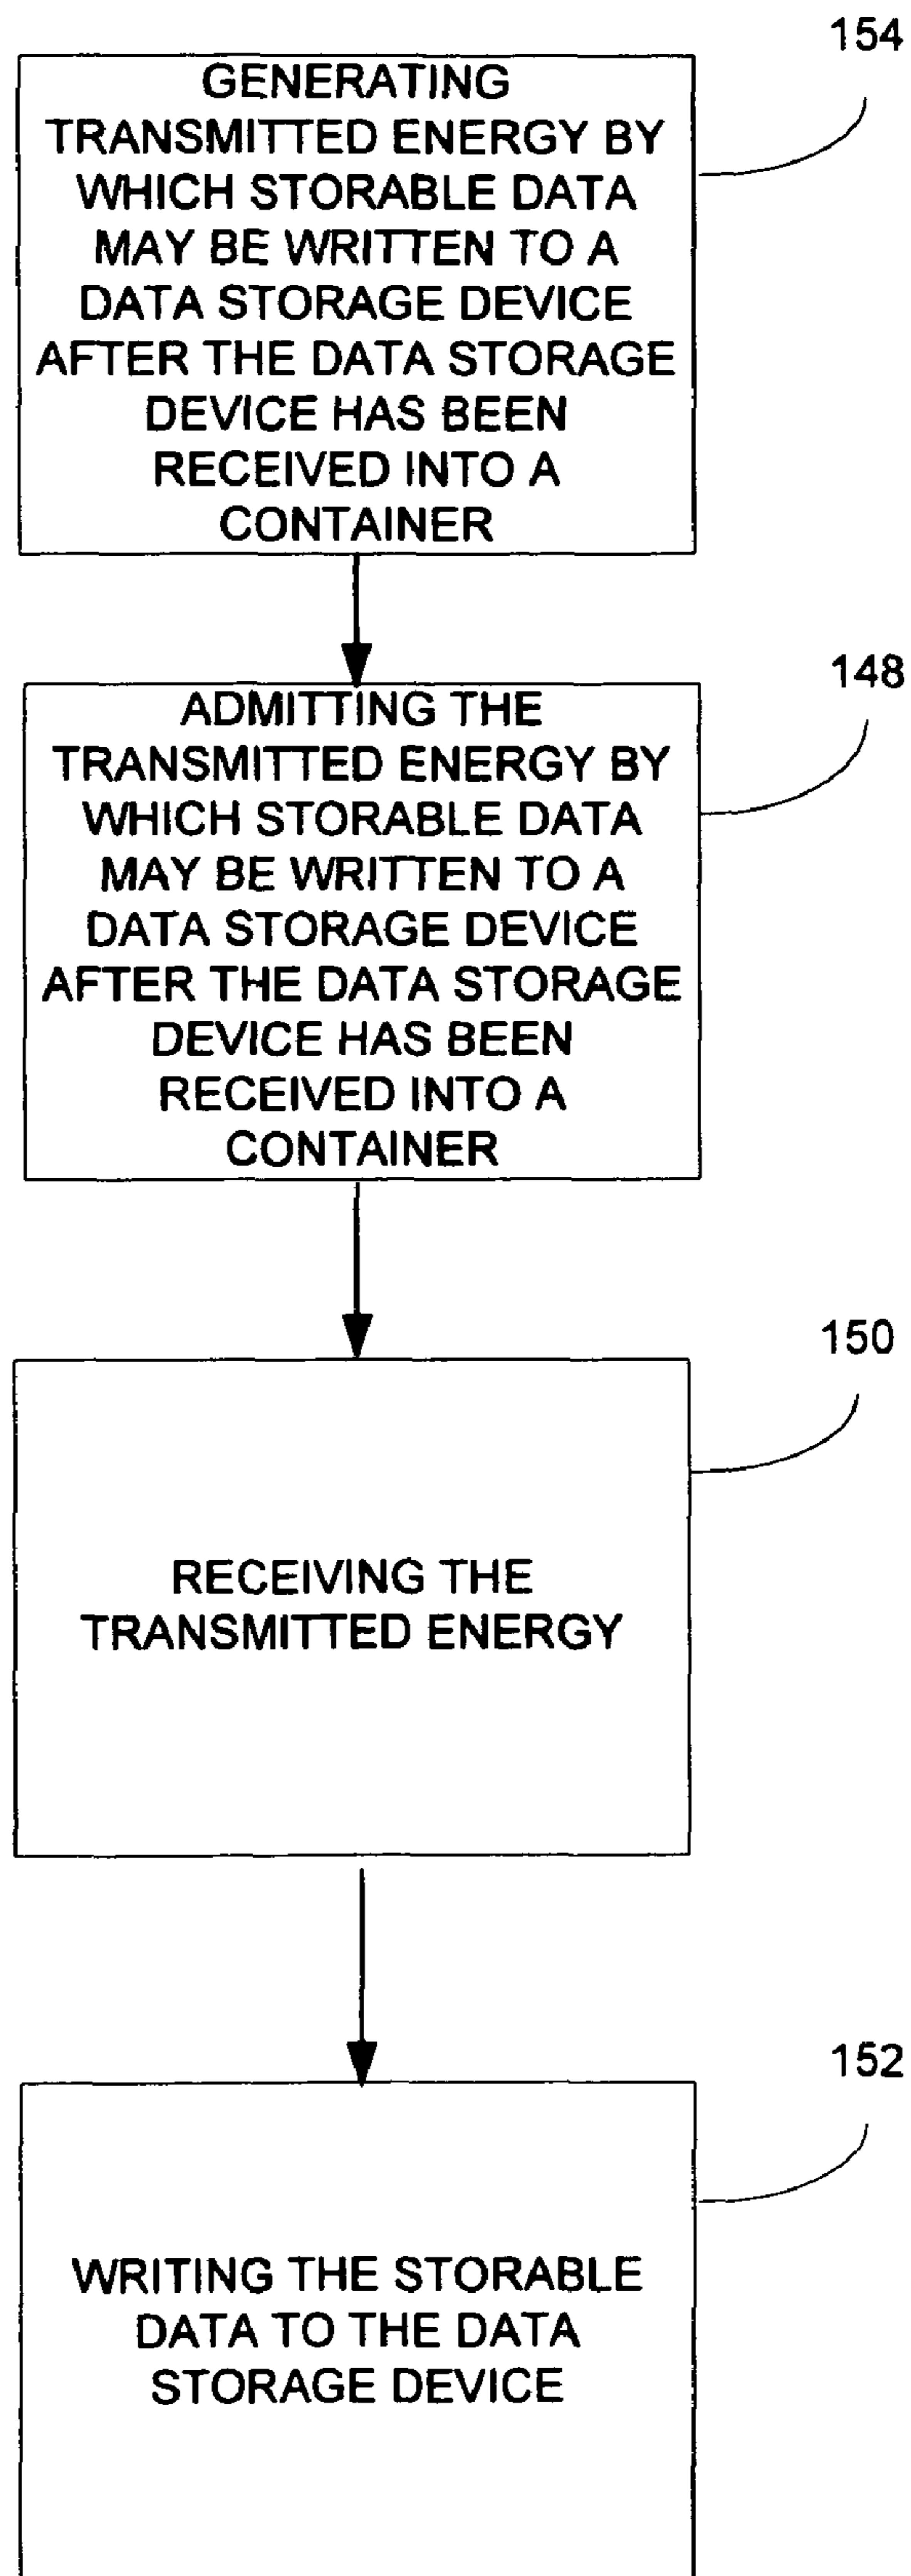 154
GENERATING
TRANSMITTED ENERGY BY
WHICH STORABLE DATA
MAY BE WRITTEN TO A
DATA STORAGE DEVICE
AFTER THE DATA STORAGE
DEVICE HAS BEEN
RECEIVED INTO A
CONTAINER
148
ADMITTING THE
TRANSMITTED ENERGY BY
WHICH STORABLE DATA
MAY BE WRITTEN TO A
DATA STORAGE DEVICE
AFTER THE DATA STORAGE
DEVICE HAS BEEN
RECEIVED INTO A
CONTAINER
150
RECEIVING THE
TRANSMITTED ENERGY
152
WRITING THE STORABLE
DATA TO THE DATA
STORAGE DEVICE